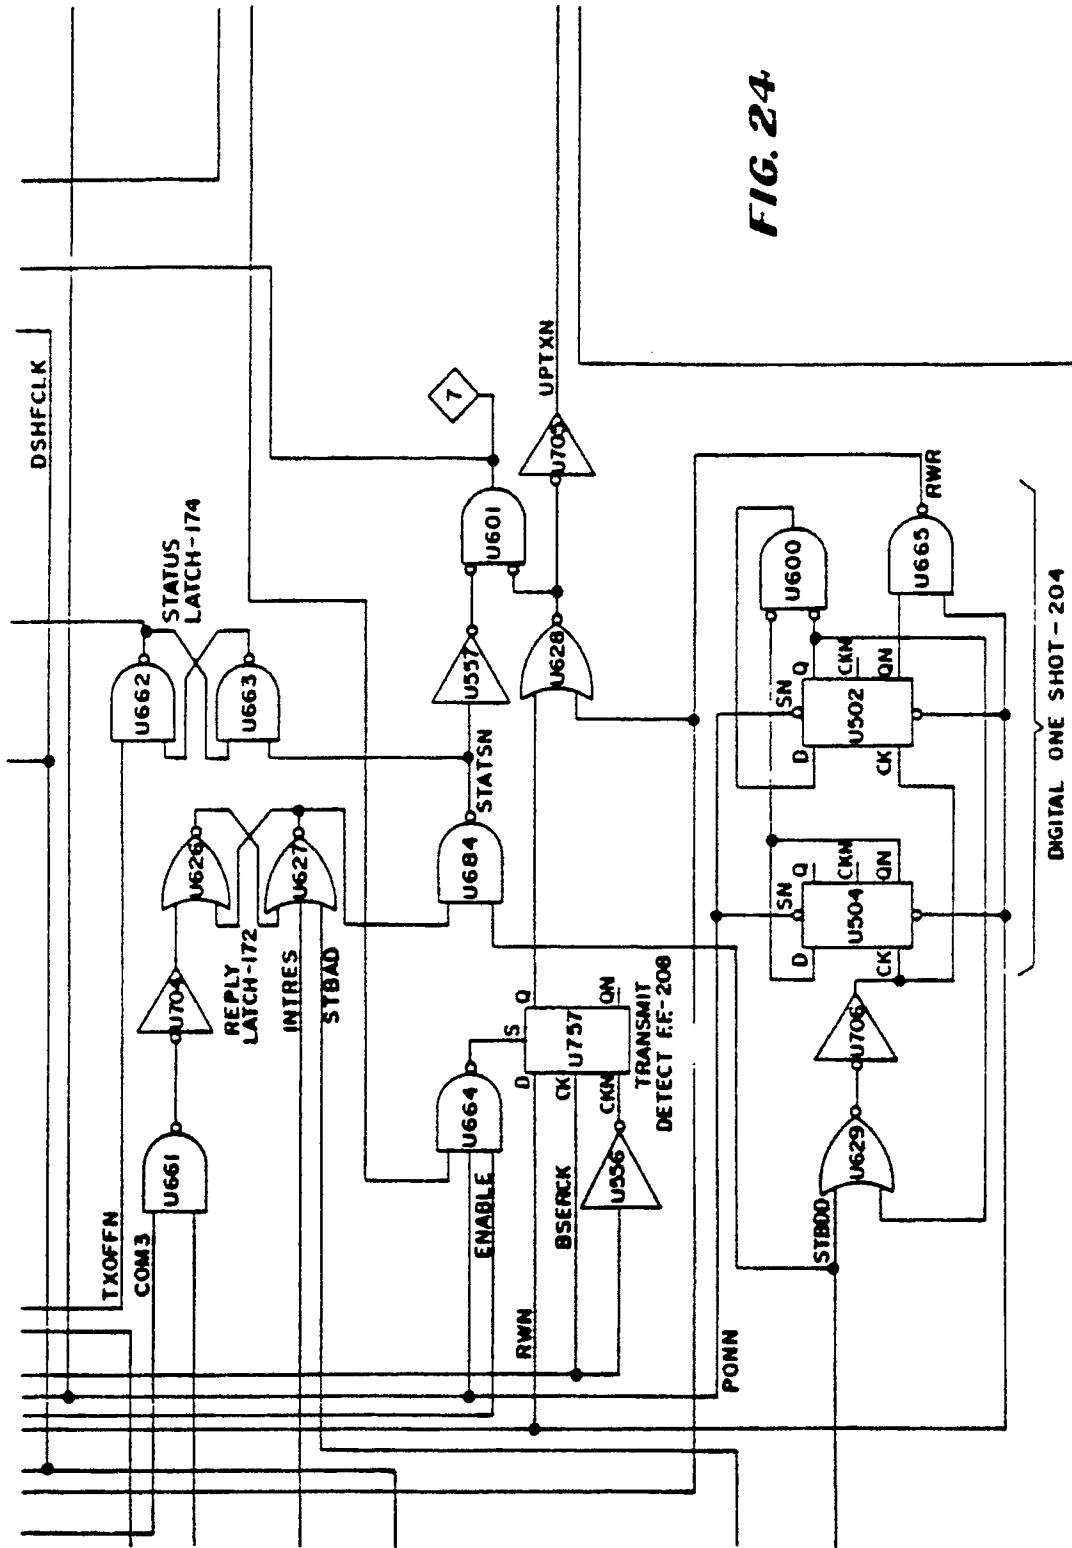 DSHFCLK
STATUS
LATCH-174
U662
U663
TXOFFN
COM3
U661
U704
U626
U627
REPLY
LATCH-172
INTRES
STBAD
U684
STATSN
U557
U601
7
U628
U705
UPTXN
ENABLE
U664
RWN
BSERCK
U556
D
S
Q
CK
U757
CKN
QN
TRANSMIT
DETECT F.F.-208
PONN
STBDD
U629
U706
D
SN
Q
U504
CKN
CK
QN
D
SN
Q
U502
CKN
CK
QN
U600
U665
RWR
DIGITAL ONE SHOT-204
FIG. 24